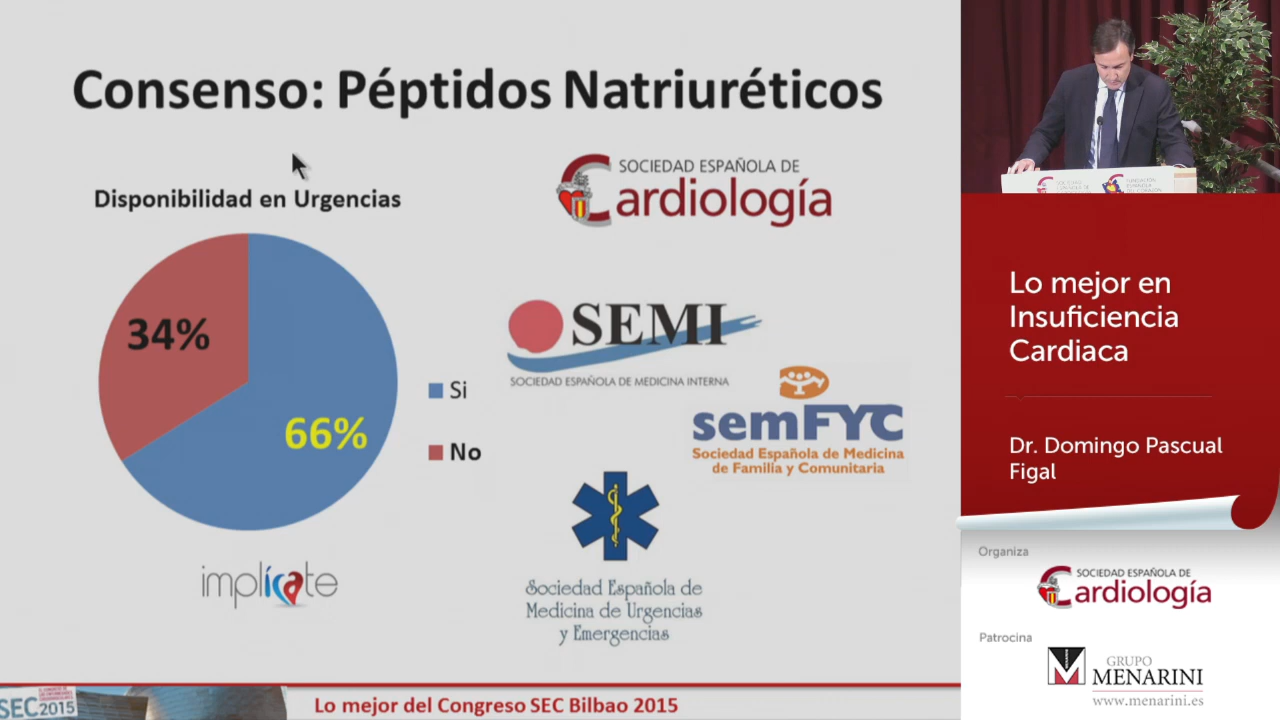 Consenso: Péptidos Natriuréticos
Disponibilidad en Urgencias
34%
66%
Si
No
implícate
SOCIEDAD ESPAÑOLA DE
Cardiología
SEMI
SOCIEDAD ESPAÑOLA DE MEDICINA INTERNA
semFYC
Sociedad Española de Medicina
de Familia y Comunitaria
Sociedad Española de
Medicina de Urgencias
y Emergencias
SEC 2015
Lo mejor del Congreso SEC Bilbao 2015
Lo mejor en
Insuficiencia
Cardiaca
Dr. Domingo Pascual
Figal
Organiza
SOCIEDAD ESPAÑOLA DE
Cardiología
Patrocina
GRUPO
MENARINI
www.menarini.es